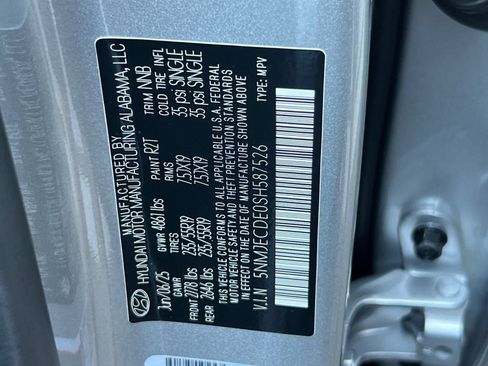 HYUNDAI MANUFACTURED BY
HYUNDAI MOTOR MANUFACTURING ALABAMA, LLC
Jun/06/25 GVWR 4861 lbs PAINT R2T TRIM NNB
GAWR TIRES RIMS COLD TIRE INFL
FRONT 2778 lbs 235/55R19 7.5JX19 35 psi SINGLE
REAR 2646 lbs 235/55R19 7.5JX19 35 psi SINGLE
THIS VEHICLE CONFORMS TO ALL APPLICABLE U.S.A. FEDERAL
MOTOR VEHICLE SAFETY BUMPER AND THEFT PREVENTION STANDARDS
IN EFFECT ON THE DATE OF MANUFACTURE SHOWN ABOVE.
V.I.N 5NMJECDE0SH587526 TYPE: MPV